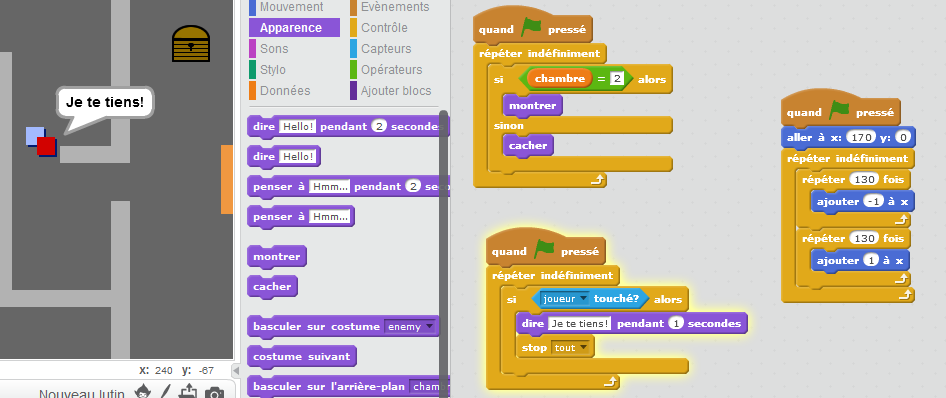 Je te tiens!
x: 240 y: -67
Nouveau lutin
Mouvement
Evènements
Apparence
Contrôle
Sons
Capteurs
Stylo
Opérateurs
Données
Ajouter blocs
dire Hello! pendant 2 secondes
dire Hello!
penser à Hmm... pendant 2 sec
penser à Hmm...
montrer
cacher
basculer sur costume enemy
costume suivant
basculer sur l'arrière-plan cham
quand pressé
répéter indéfiniment
si chambre = 2 alors
montrer
sinon
cacher
quand pressé
répéter indéfiniment
si joueur touché? alors
dire Je te tiens! pendant 1 secondes
stop tout
quand pressé
aller à x: 170 y: 0
répéter indéfiniment
répéter 130 fois
ajouter -1 à x
répéter 130 fois
ajouter 1 à x